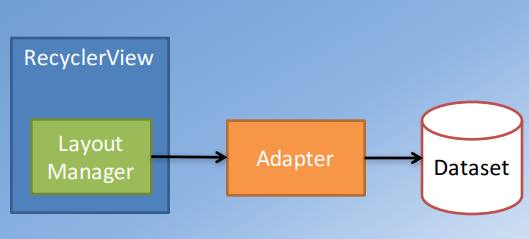 RecyclerView
Layout
Manager
Adapter
Dataset